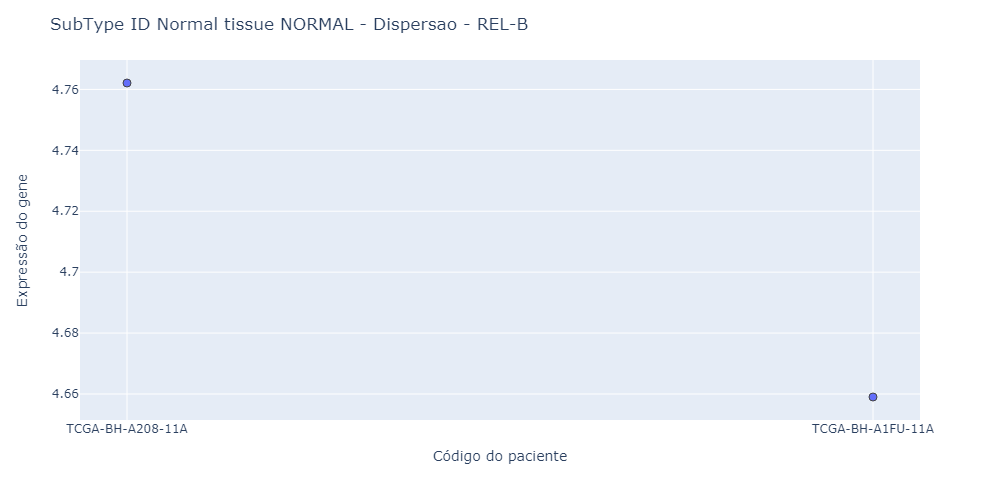 SubType ID Normal tissue NORMAL - Dispersao - REL-B
Expressão do gene
4.76
4.74
4.72
4.7
4.68
4.66
TCGA-BH-A208-11A
TCGA-BH-A1FU-11A
Código do paciente